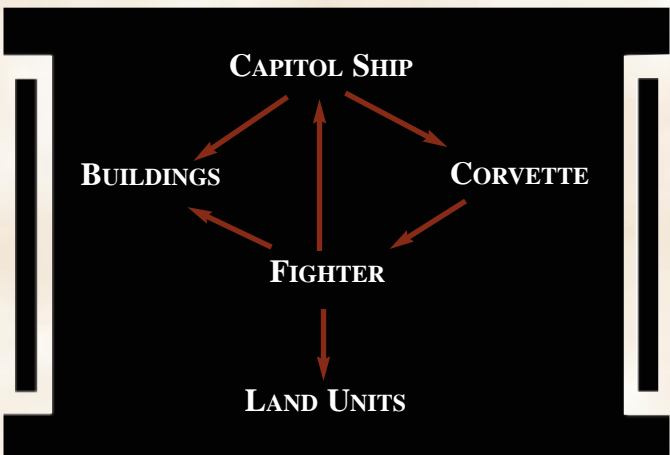 CAPITOL SHIP
BUILDINGS
CORVETTE
FIGHTER
LAND UNITS